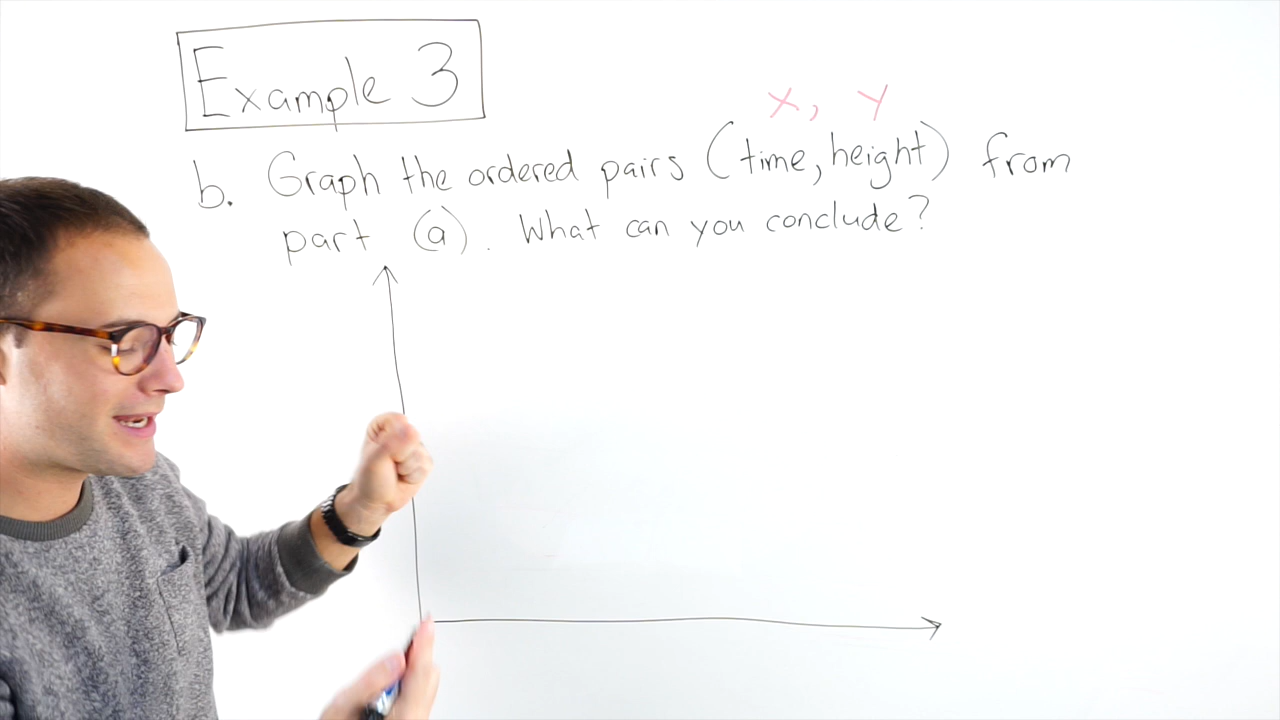 Example 3
x, y
b. Graph the ordered pairs (time, height) from
part (a). What can you conclude?